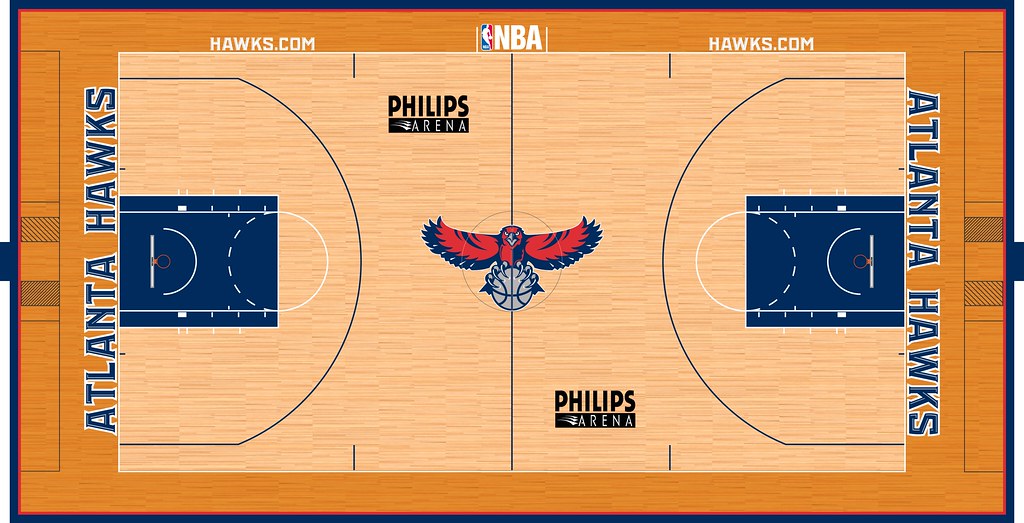 HAWKS.COM
NBA
HAWKS.COM
PHILIPS
ARENA
ATLANTA HAWKS
ATLANTA HAWKS
PHILIPS
ARENA